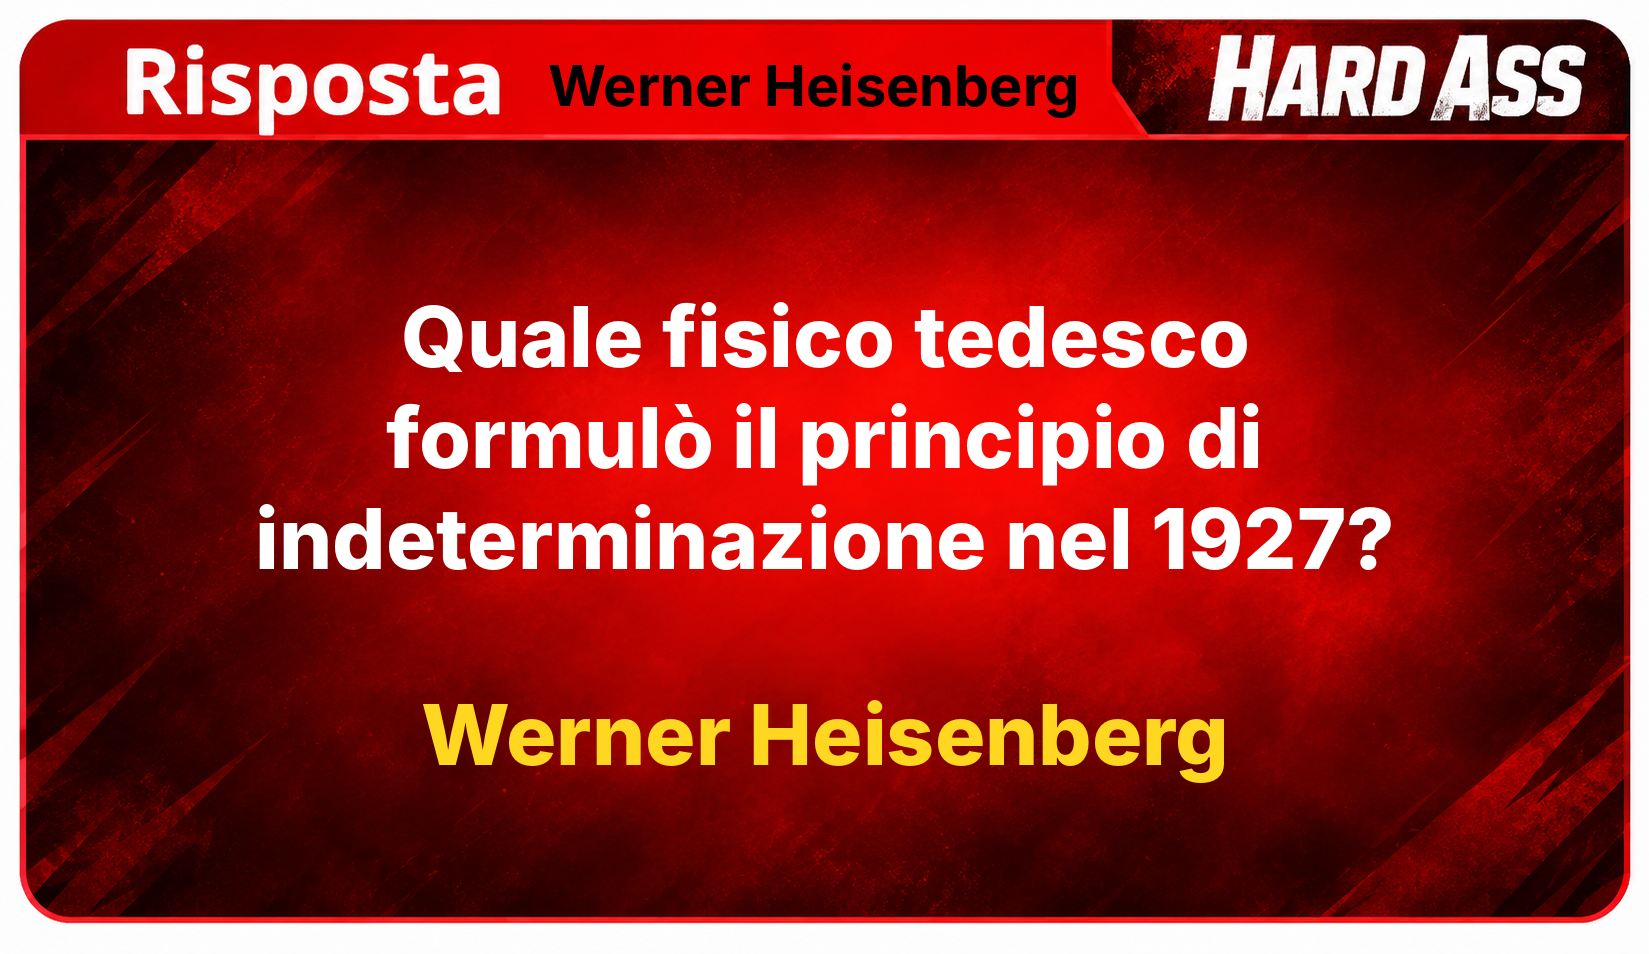 Risposta Werner Heisenberg HARD ASS
Quale fisico tedesco
formulò il principio di
indeterminazione nel 1927?
Werner Heisenberg